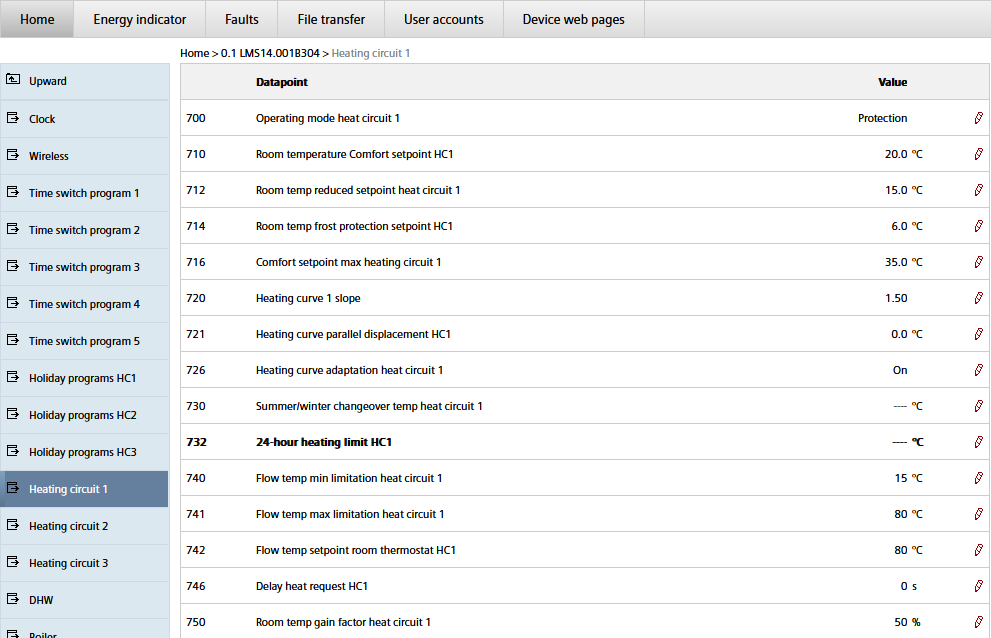 Home Energy indicator Faults File transfer User accounts Device web pages
Home > 0.1 LMS14.001B304 > Heating circuit 1
Upward
Clock
Wireless
Time switch program 1
Time switch program 2
Time switch program 3
Time switch program 4
Time switch program 5
Holiday programs HC1
Holiday programs HC2
Holiday programs HC3
Heating circuit 1
Heating circuit 2
Heating circuit 3
DHW
Boiler
Datapoint Value
700 Operating mode heat circuit 1 Protection
710 Room temperature Comfort setpoint HC1 20.0 °C
712 Room temp reduced setpoint heat circuit 1 15.0 °C
714 Room temp frost protection setpoint HC1 6.0 °C
716 Comfort setpoint max heating circuit 1 35.0 °C
720 Heating curve 1 slope 1.50
721 Heating curve parallel displacement HC1 0.0 °C
726 Heating curve adaptation heat circuit 1 On
730 Summer/winter changeover temp heat circuit 1 ---- °C
732 24-hour heating limit HC1 ---- °C
740 Flow temp min limitation heat circuit 1 15 °C
741 Flow temp max limitation heat circuit 1 80 °C
742 Flow temp setpoint room thermostat HC1 80 °C
746 Delay heat request HC1 0 s
750 Room temp gain factor heat circuit 1 50 %